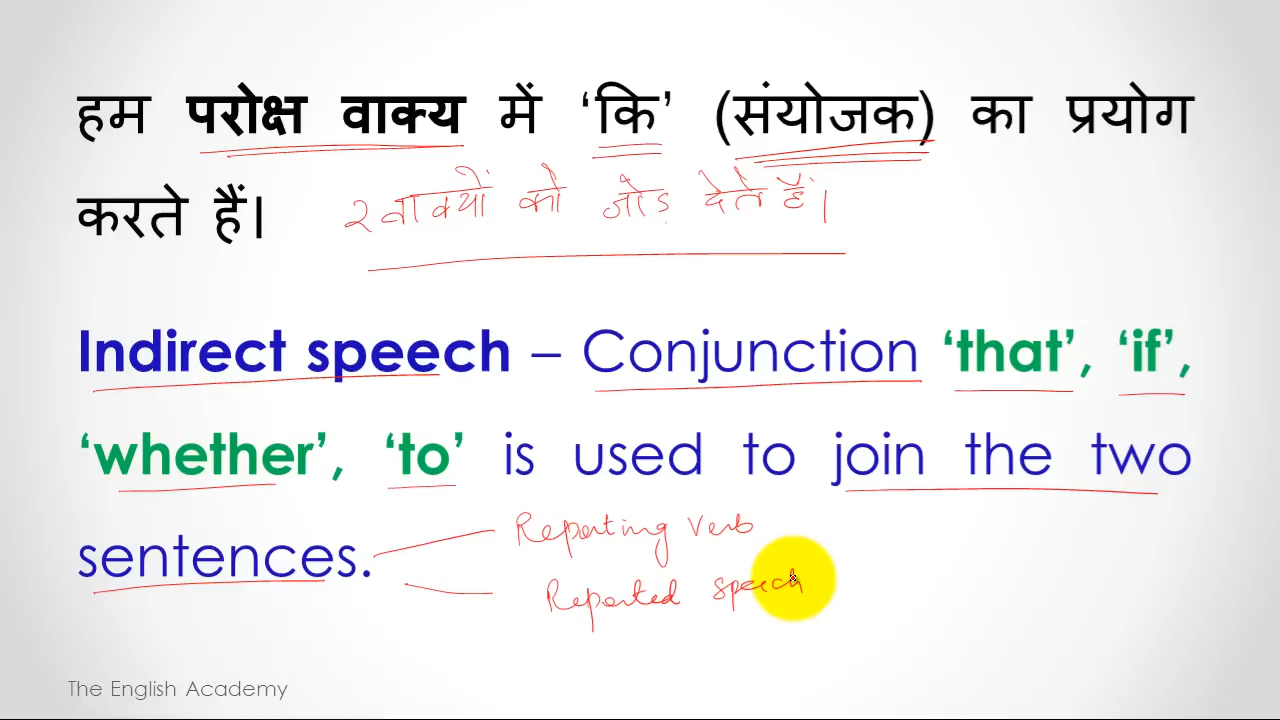 हम परोक्ष वाक्य में ‘कि’ (संयोजक) का प्रयोग
करते हैं। २ वाक्यों को जोड़ देते हैं।
Indirect speech – Conjunction ‘that’, ‘if’,
‘whether’, ‘to’ is used to join the two
sentences. Reporting verb
Reported speech
The English Academy